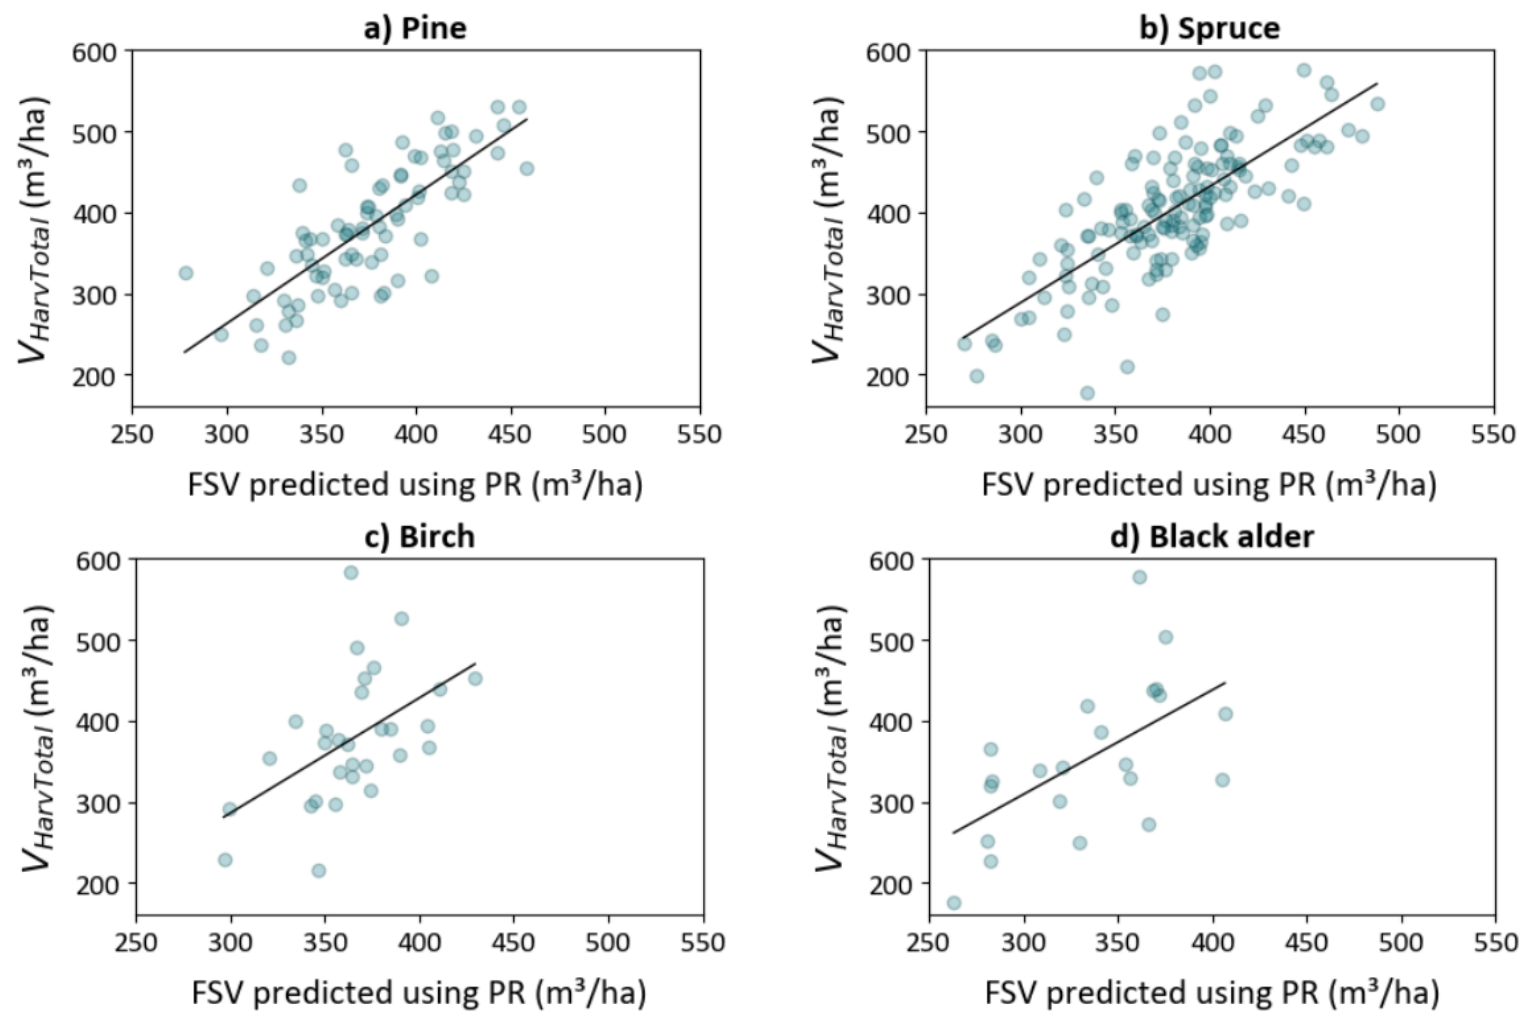 a) Pine
600
500
400
300
200
V_HarvTotal (m³/ha)
250 300 350 400 450 500 550
FSV predicted using PR (m³/ha)
b) Spruce
600
500
400
300
200
V_HarvTotal (m³/ha)
250 300 350 400 450 500 550
FSV predicted using PR (m³/ha)
c) Birch
600
500
400
300
200
V_HarvTotal (m³/ha)
250 300 350 400 450 500 550
FSV predicted using PR (m³/ha)
d) Black alder
600
500
400
300
200
V_HarvTotal (m³/ha)
250 300 350 400 450 500 550
FSV predicted using PR (m³/ha)